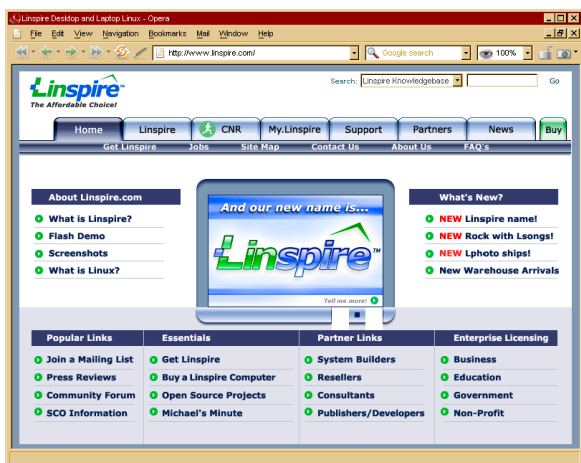 Linspire Desktop and Laptop Linux - Opera
File Edit View Navigation Bookmarks Mail Window Help
http://www.linspire.com/ Google search 100%
Linspire™
The Affordable Choice!
Search: Linspire Knowledgebase Go
Home Linspire CNR My.Linspire Support Partners News Buy
Get Linspire Jobs Site Map Contact Us About Us FAQ's
About Linspire.com
What is Linspire?
Flash Demo
Screenshots
What is Linux?
And our new name is...
Linspire™
Tell me more!
What's New?
NEW Linspire name!
NEW Rock with Lsongs!
NEW Lphoto ships!
New Warehouse Arrivals
Popular Links
Join a Mailing List
Press Reviews
Community Forum
SCO Information
Essentials
Get Linspire
Buy a Linspire Computer
Open Source Projects
Michael's Minute
Partner Links
System Builders
Resellers
Consultants
Publishers/Developers
Enterprise Licensing
Business
Education
Government
Non-Profit